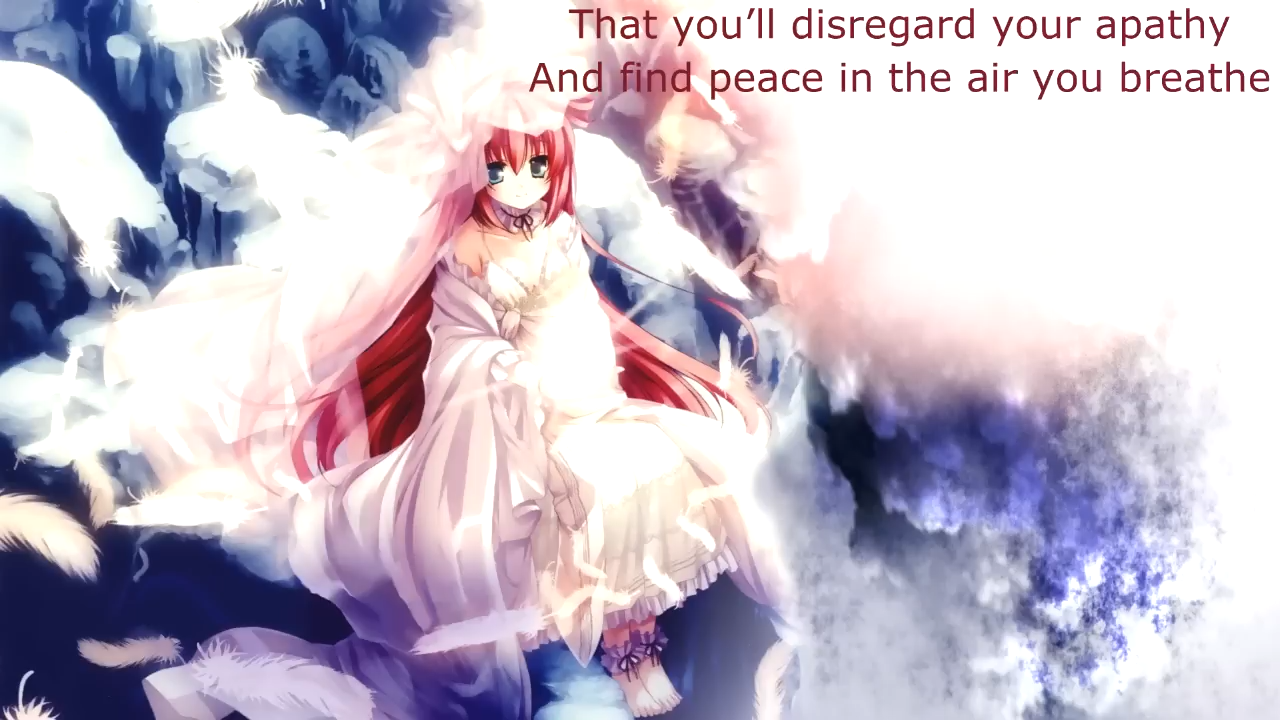 That you’ll disregard your apathy
And find peace in the air you breathe